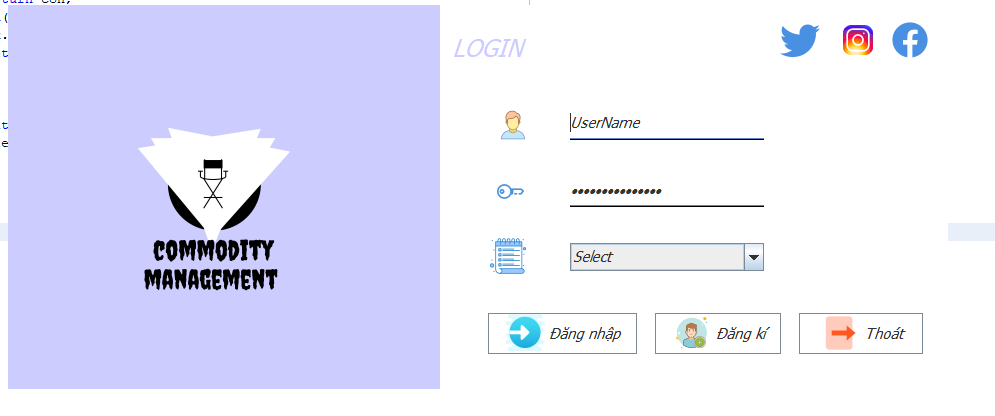 LOGIN
UserName
•••••••••••••••
Select
Đăng nhập
Đăng kí
Thoát
COMMODITY
MANAGEMENT